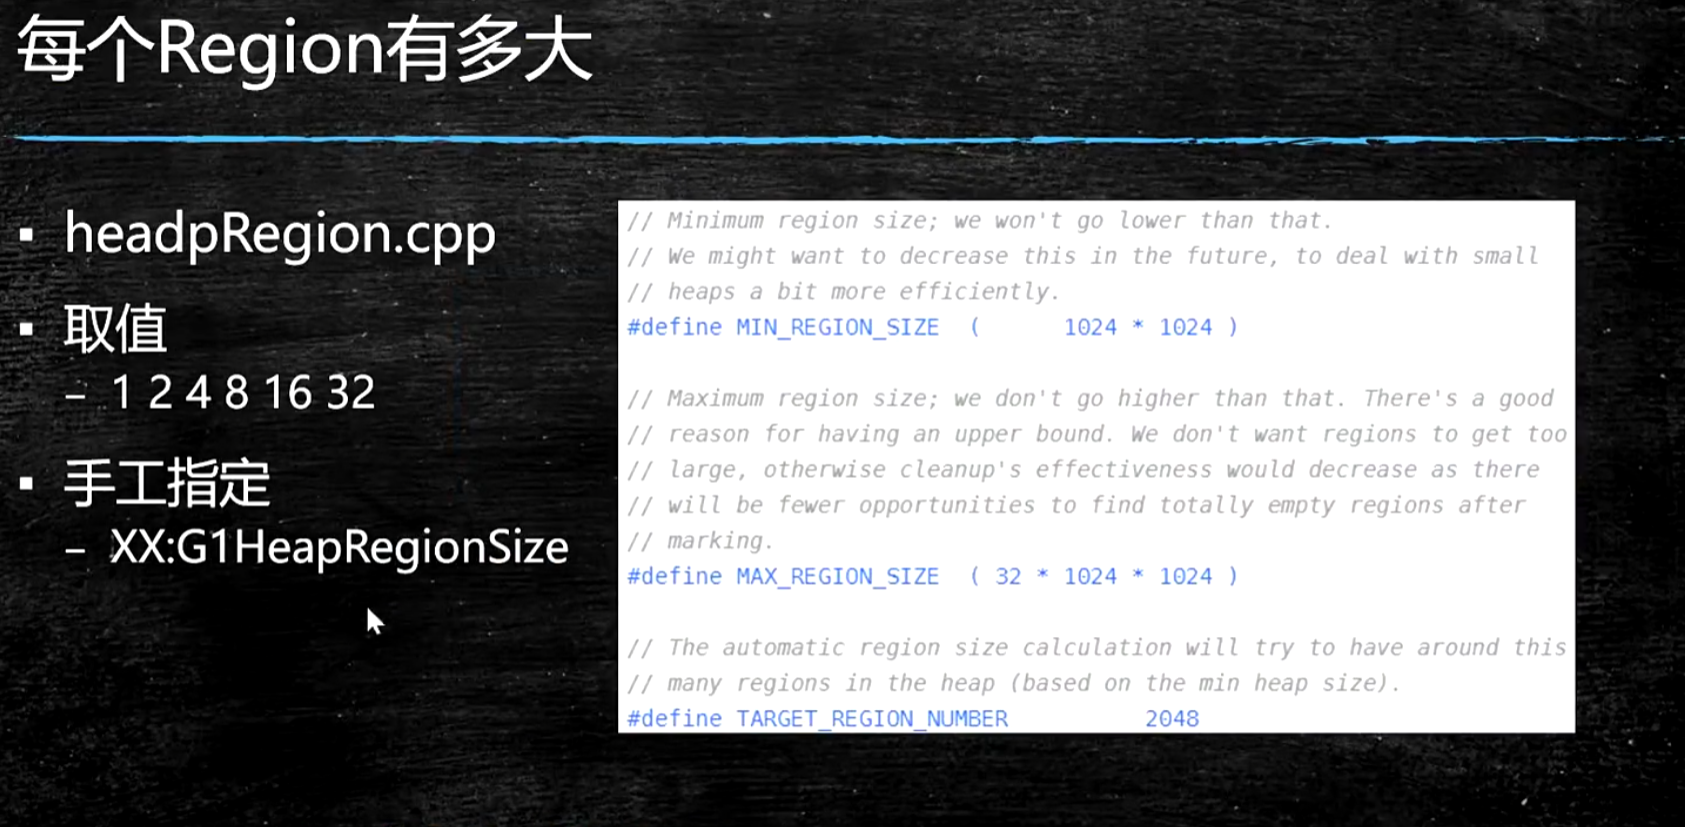 每个Region有多大
▪ headpRegion.cpp
▪ 取值
– 1 2 4 8 16 32
▪ 手工指定
– XX:G1HeapRegionSize
// Minimum region size; we won't go lower than that.
// We might want to decrease this in the future, to deal with small
// heaps a bit more efficiently.
#define MIN_REGION_SIZE  (      1024 * 1024 )
// Maximum region size; we don't go higher than that. There's a good
// reason for having an upper bound. We don't want regions to get too
// large, otherwise cleanup's effectiveness would decrease as there
// will be fewer opportunities to find totally empty regions after
// marking.
#define MAX_REGION_SIZE  ( 32 * 1024 * 1024 )
// The automatic region size calculation will try to have around this
// many regions in the heap (based on the min heap size).
#define TARGET_REGION_NUMBER          2048